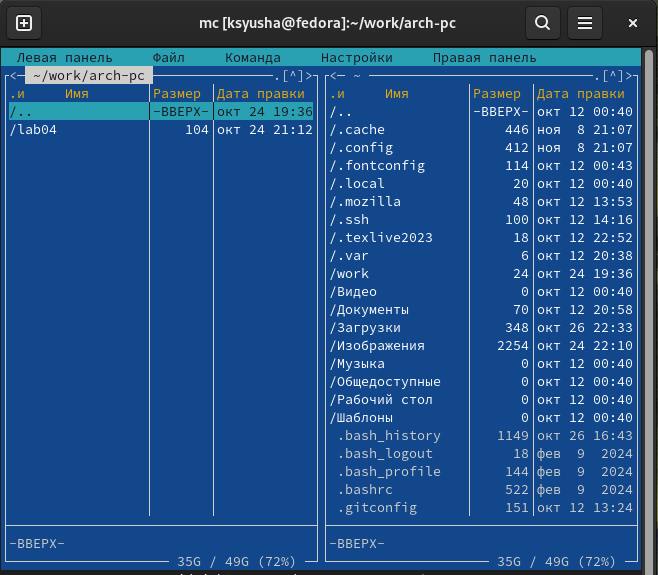 mc [ksyusha@fedora]:~/work/arch-pc
Левая панель Файл Команда Настройки Правая панель
<— ~/work/arch-pc .[^]>
.и Имя Размер Дата правки
/.. -ВВЕРХ- окт 24 19:36
/lab04 104 окт 24 21:12
-ВВЕРХ-
35G / 49G (72%)
<— ~ .[^]>
.и Имя Размер Дата правки
/.. -ВВЕРХ- окт 12 00:40
/.cache 446 ноя 8 21:07
/.config 412 ноя 8 21:07
/.fontconfig 114 окт 12 00:43
/.local 20 окт 12 00:40
/.mozilla 48 окт 12 13:53
/.ssh 100 окт 12 14:16
/.texlive2023 18 окт 12 22:52
/.var 6 окт 12 20:38
/work 24 окт 24 19:36
/Видео 0 окт 12 00:40
/Документы 70 окт 12 20:58
/Загрузки 348 окт 26 22:33
/Изображения 2254 окт 24 22:10
/Музыка 0 окт 12 00:40
/Общедоступные 0 окт 12 00:40
/Рабочий стол 0 окт 12 00:40
/Шаблоны 0 окт 12 00:40
.bash_history 1149 окт 26 16:43
.bash_logout 18 фев 9 2024
.bash_profile 144 фев 9 2024
.bashrc 522 фев 9 2024
.gitconfig 151 окт 12 13:24
-ВВЕРХ-
35G / 49G (72%)